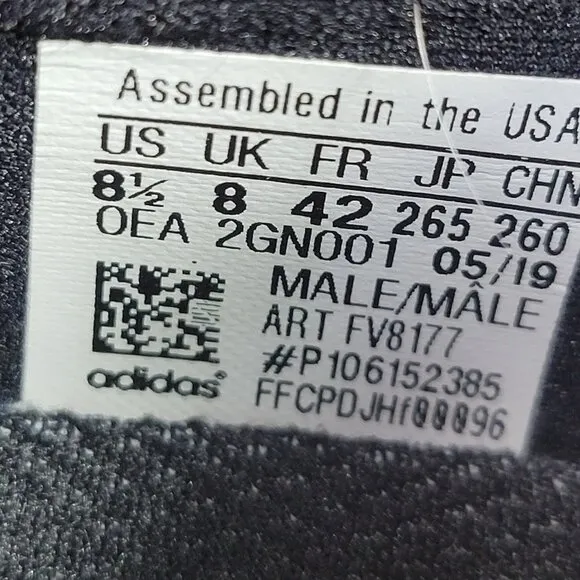 Assembled in the USA
US UK FR JP CHN
8½ 8 42 265 260
OEA 2GN001 05/19
MALE/MÂLE
ART FV8177
#P106152385
adidas®
FFCPDJHf00096